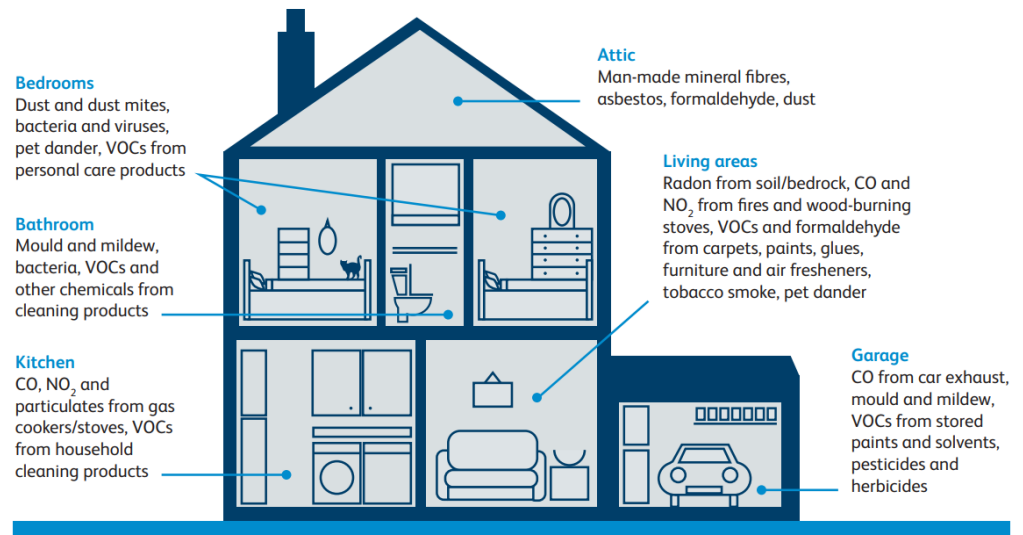 Bedrooms
Dust and dust mites,
bacteria and viruses,
pet dander, VOCs from
personal care products
Bathroom
Mould and mildew,
bacteria, VOCs and
other chemicals from
cleaning products
Kitchen
CO, NO₂ and
particulates from gas
cookers/stoves, VOCs
from household
cleaning products
Attic
Man-made mineral fibres,
asbestos, formaldehyde, dust
Living areas
Radon from soil/bedrock, CO and
NO₂ from fires and wood-burning
stoves, VOCs and formaldehyde
from carpets, paints, glues,
furniture and air fresheners,
tobacco smoke, pet dander
Garage
CO from car exhaust,
mould and mildew,
VOCs from stored
paints and solvents,
pesticides and
herbicides